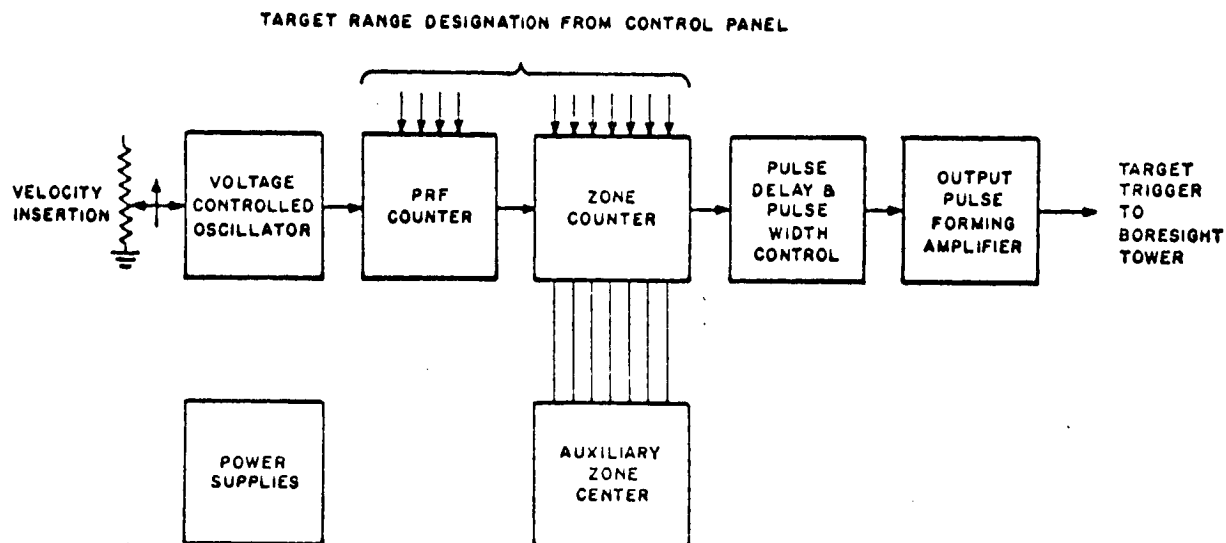 TARGET RANGE DESIGNATION FROM CONTROL PANEL
VELOCITY
INSERTION
VOLTAGE
CONTROLLED
OSCILLATOR
PRF
COUNTER
ZONE
COUNTER
PULSE
DELAY &
PULSE
WIDTH
CONTROL
OUTPUT
PULSE
FORMING
AMPLIFIER
TARGET
TRIGGER
TO
BORESIGHT
TOWER
POWER
SUPPLIES
AUXILIARY
ZONE
CENTER